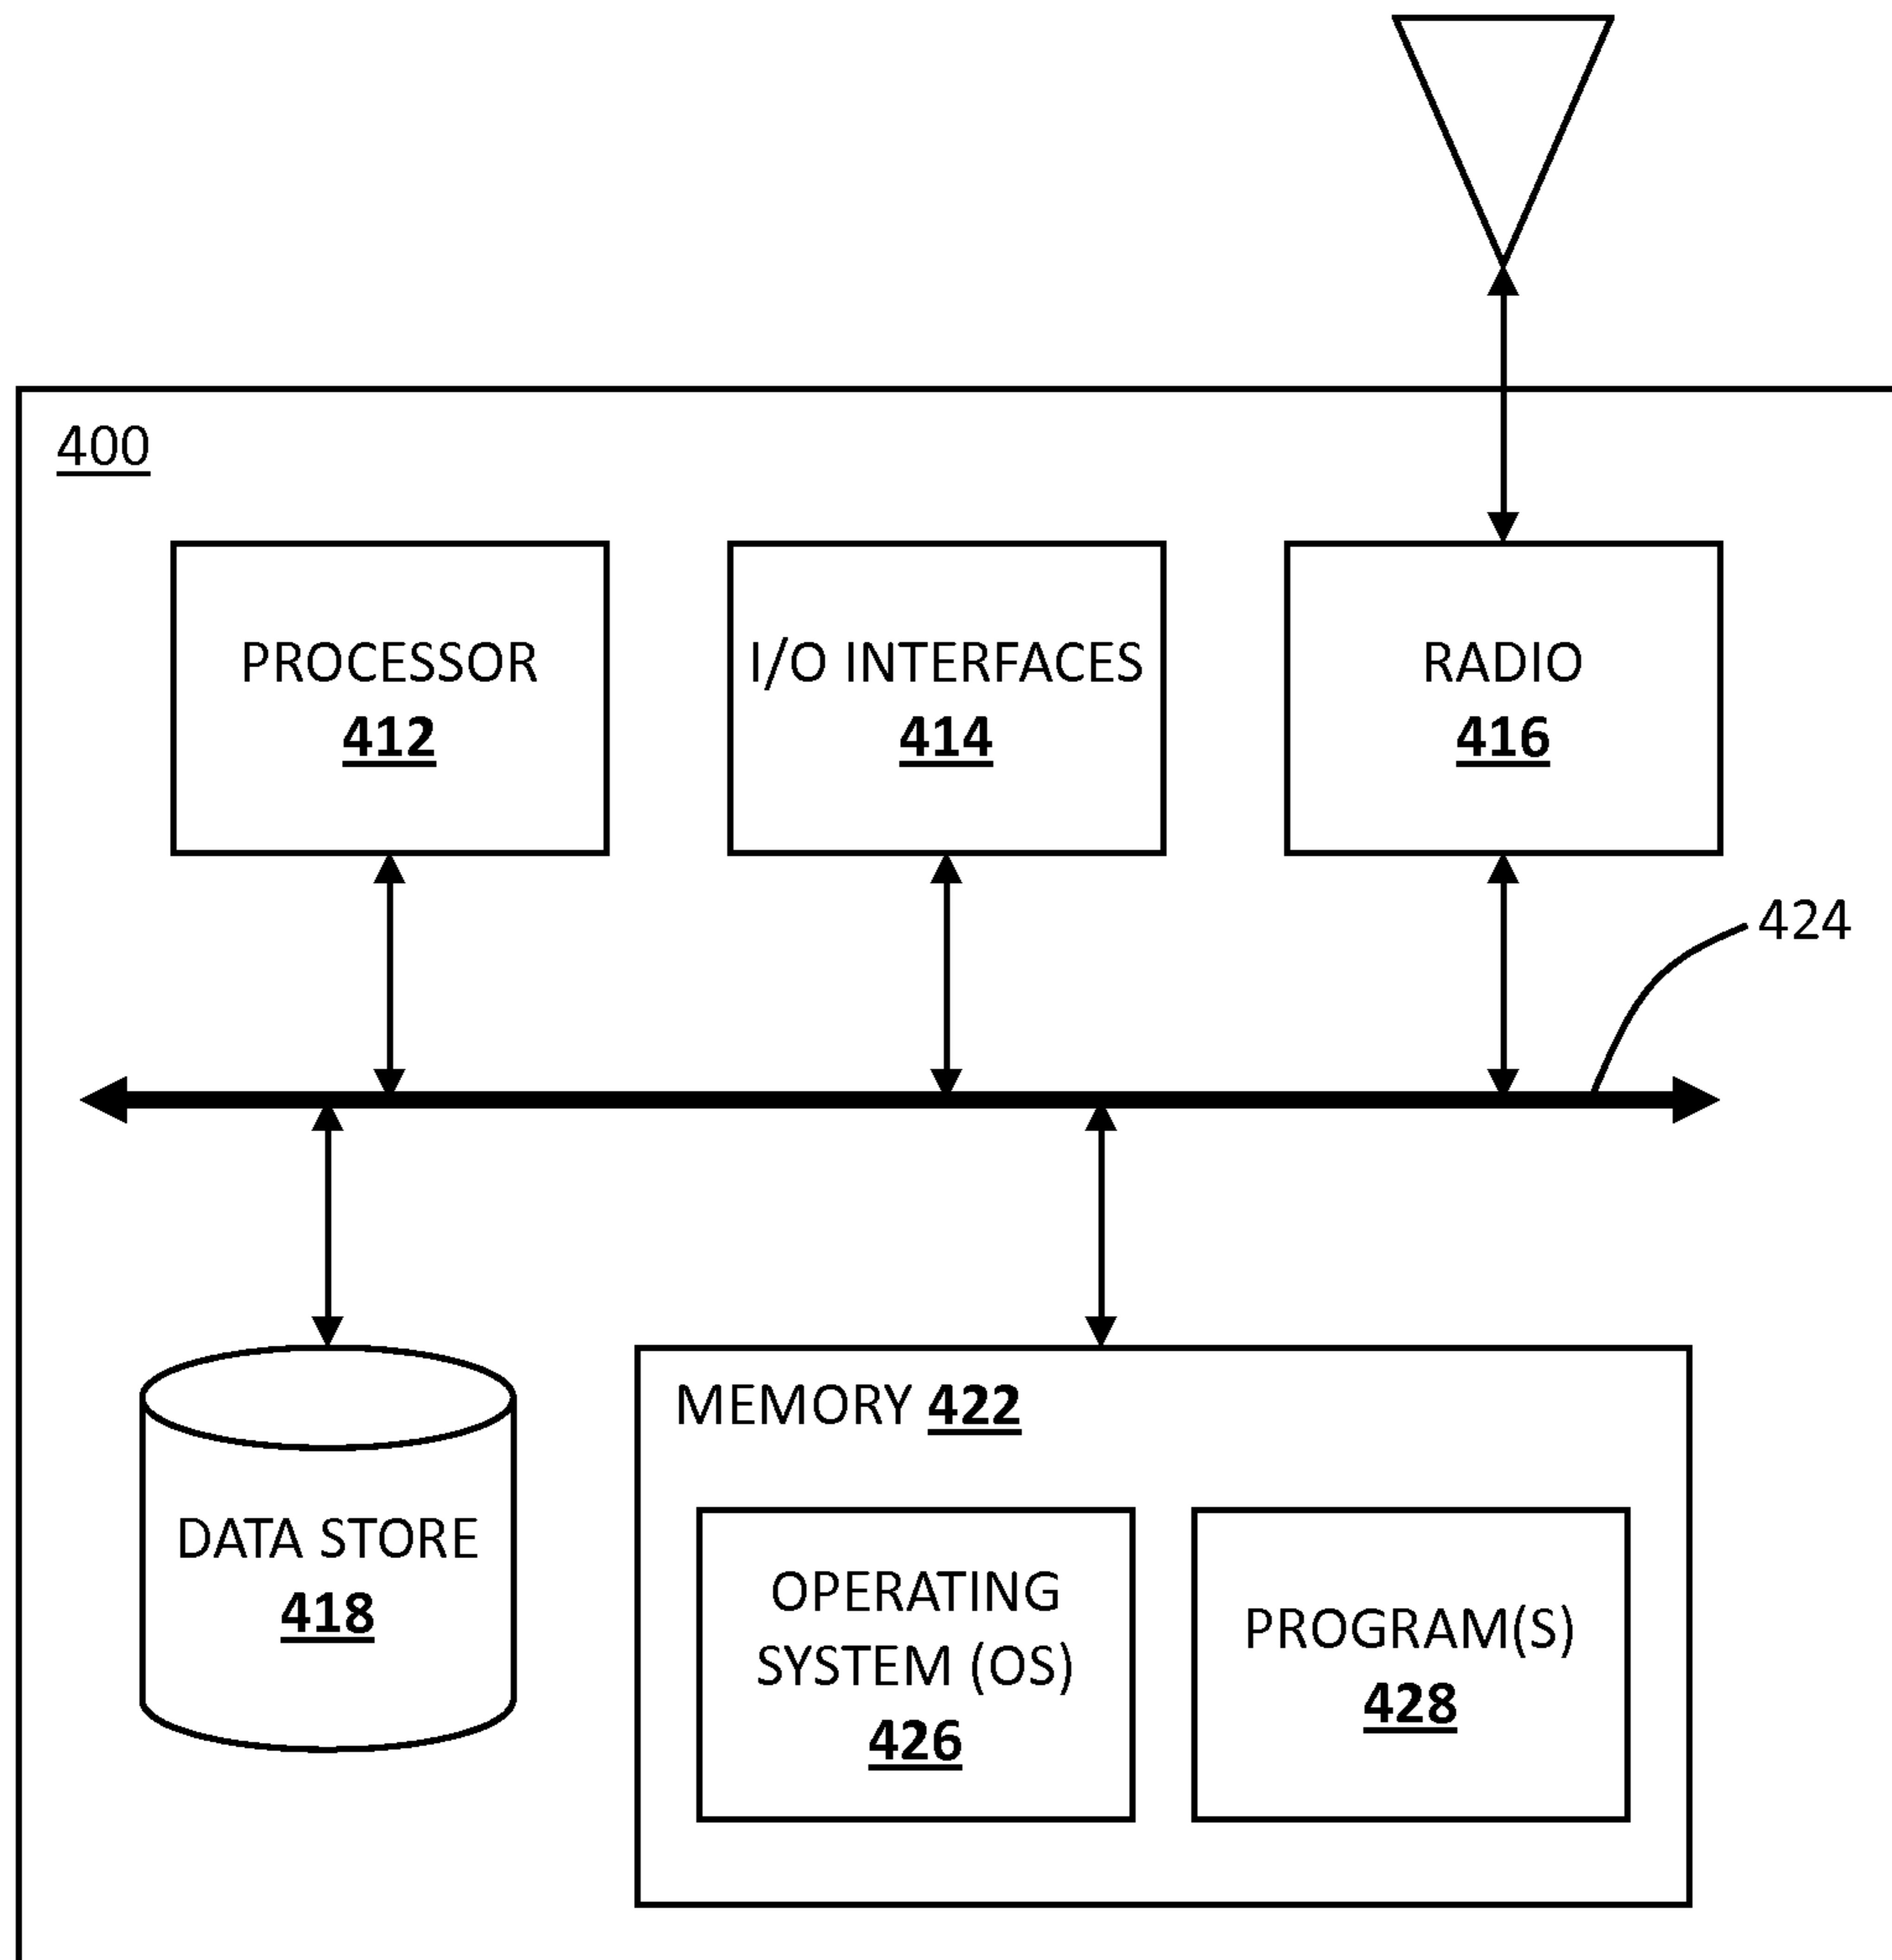 400
PROCESSOR
412
I/O INTERFACES
414
RADIO
416
424
DATA STORE
418
MEMORY 422
OPERATING
SYSTEM (OS)
426
PROGRAM(S)
428